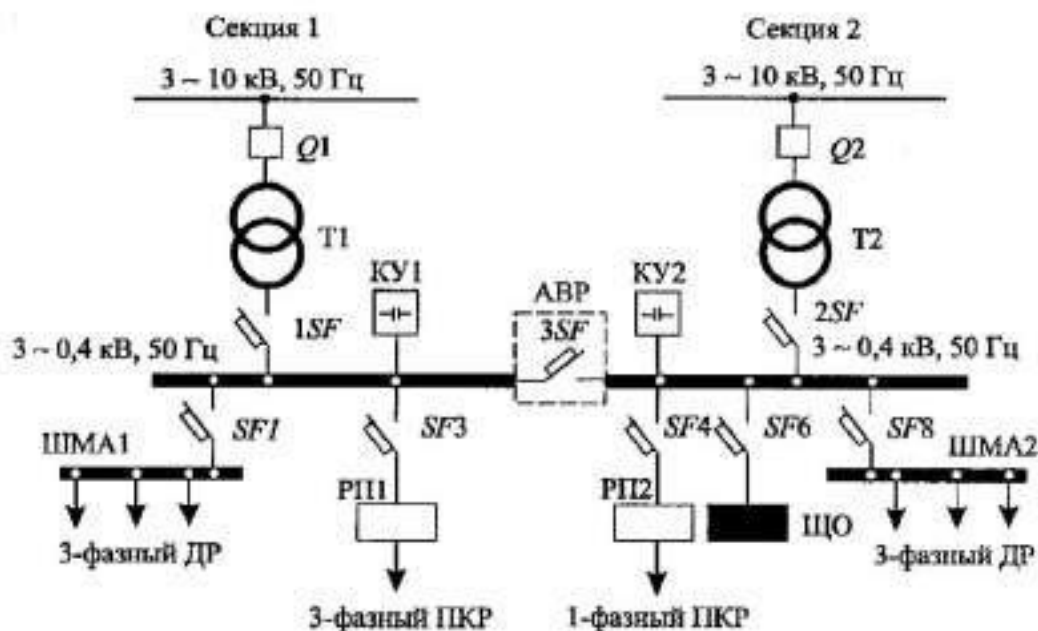 Секция 1
Секция 2
3 ~ 10 кВ, 50 Гц
3 ~ 10 кВ, 50 Гц
Q1
Q2
T1
T2
КУ1
КУ2
АВР
1SF
3SF
2SF
3 ~ 0,4 кВ, 50 Гц
3 ~ 0,4 кВ, 50 Гц
SF1
SF3
SF4
SF6
SF8
ШМА1
ШМА2
РП1
РП2
ЩО
3-фазный ДР
3-фазный ДР
3-фазный ПКР
1-фазный ПКР